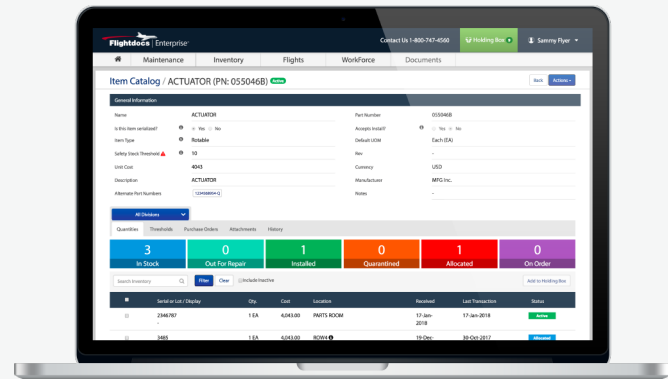 Flightdocs | Enterprise
Contact Us 1-800-747-4560
Holding Box
Sammy Flyer
Maintenance Inventory Flights WorkForce Documents
Item Catalog / ACTUATOR (PN: 055046B) Active
Back Actions
General Information
Name ACTUATOR Part Number 055046B
Is this item serialized? Yes No Accepts Install? Yes No
Item Type Rotable Default UOM Each (EA)
Safety Stock Threshold 10 Rev -
Unit Cost 4043 Currency USD
Description ACTUATOR Manufacturer MFG Inc.
Alternate Part Numbers Notes -
All Divisions
Quantities Thresholds Purchase Orders Attachments History
3 0 1 0 1 0
In Stock Out For Repair Installed Quarantined Allocated On Order
Search Inventory Filter Clear Include Inactive Add to Holding Box
Serial or Lot / Display Qty. Cost Location Received Last Transaction Status
2346787 1 EA 4,043.00 PARTS ROOM 17-Jan- 17-Jan-2018 Active
- 2018
3485 1 EA 4,043.00 ROW4 19-Dec- 30-Oct-2017 Allocated